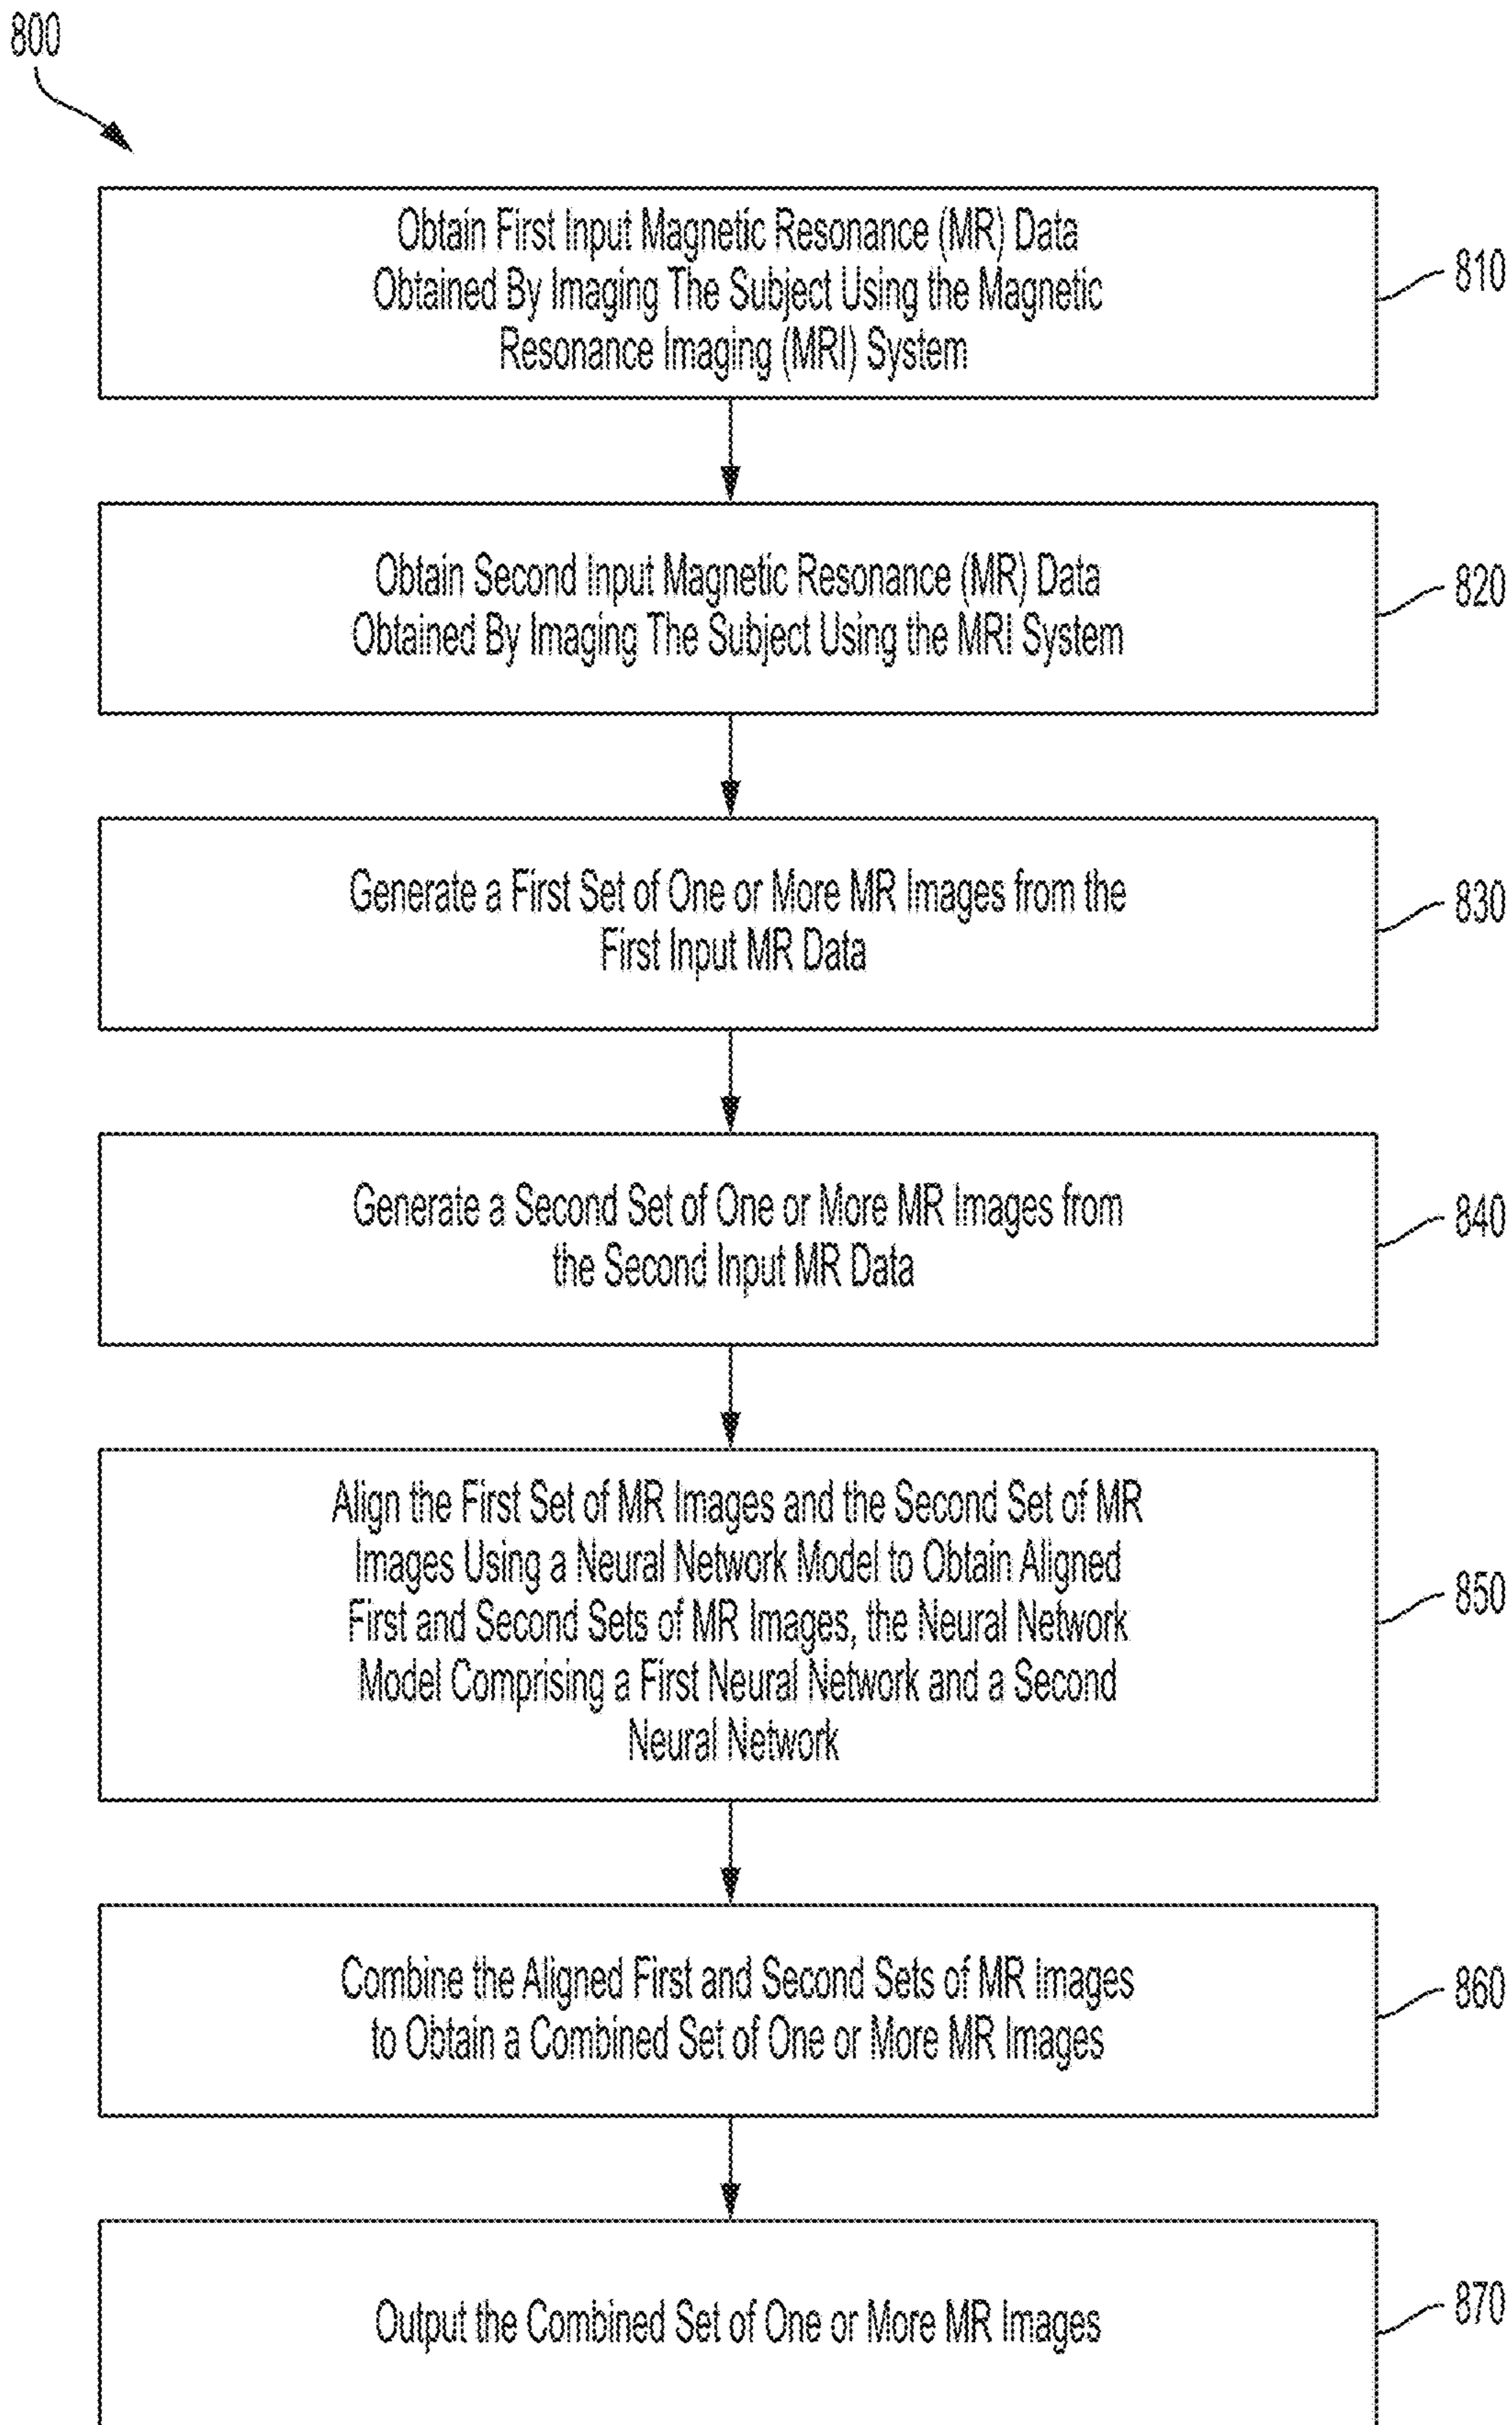 800
Obtain First Input Magnetic Resonance (MR) Data
Obtained By Imaging The Subject Using the Magnetic
Resonance Imaging (MRI) System
810
Obtain Second Input Magnetic Resonance (MR) Data
Obtained By Imaging The Subject Using the MRI System
820
Generate a First Set of One or More MR Images from the
First Input MR Data
830
Generate a Second Set of One or More MR Images from
the Second Input MR Data
840
Align the First Set of MR Images and the Second Set of MR
Images Using a Neural Network Model to Obtain Aligned
First and Second Sets of MR Images, the Neural Network
Model Comprising a First Neural Network and a Second
Neural Network
850
Combine the Aligned First and Second Sets of MR Images
to Obtain a Combined Set of One or More MR Images
860
Output the Combined Set of One or More MR Images
870